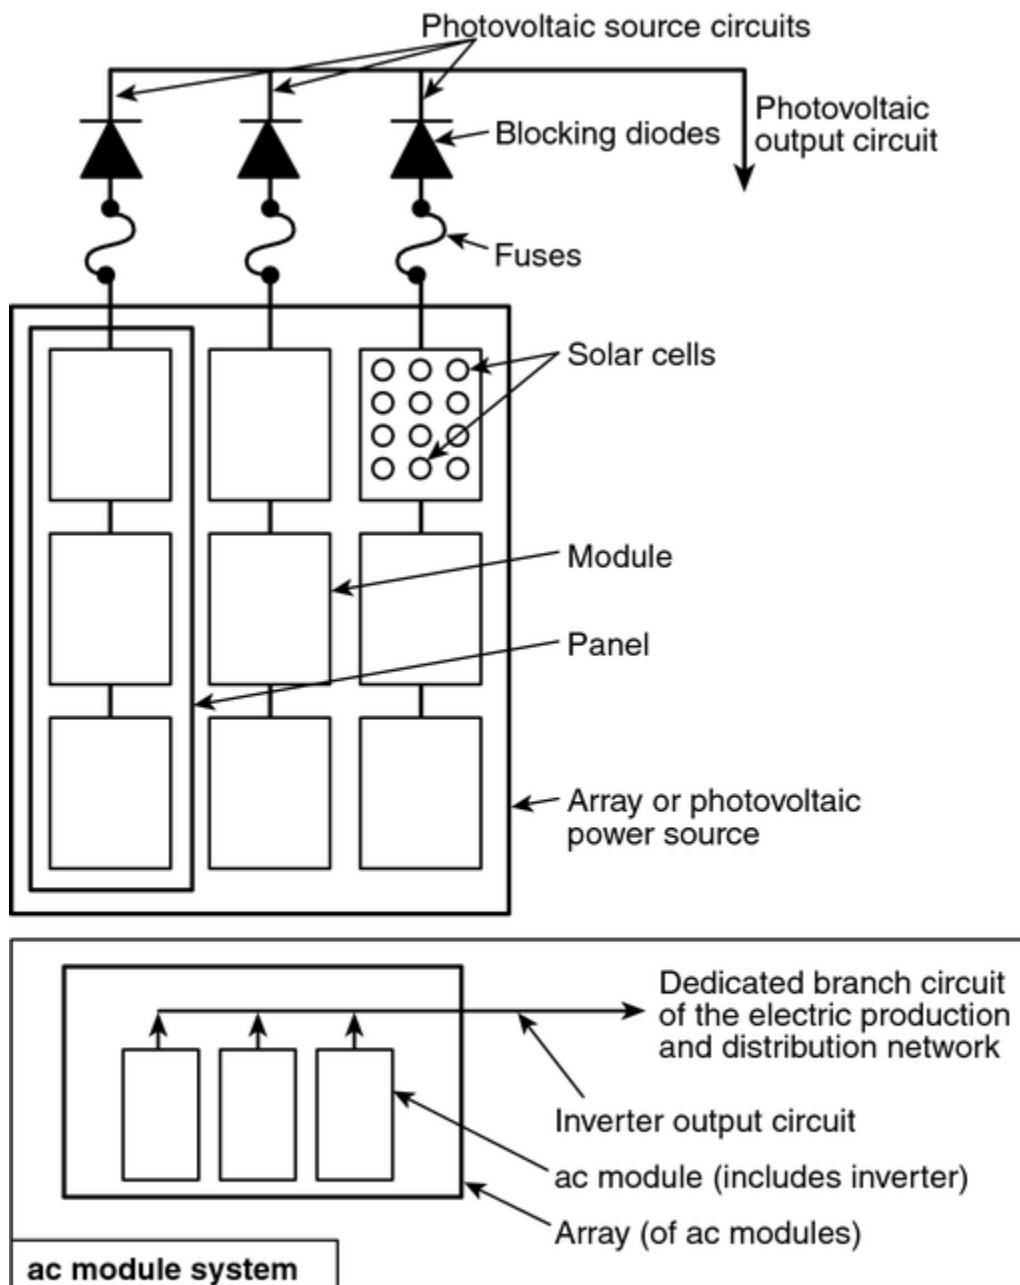 Photovoltaic source circuits
Photovoltaic
output circuit
Blocking diodes
Fuses
Solar cells
Module
Panel
Array or photovoltaic
power source
Dedicated branch circuit
of the electric production
and distribution network
Inverter output circuit
ac module (includes inverter)
Array (of ac modules)
ac module system